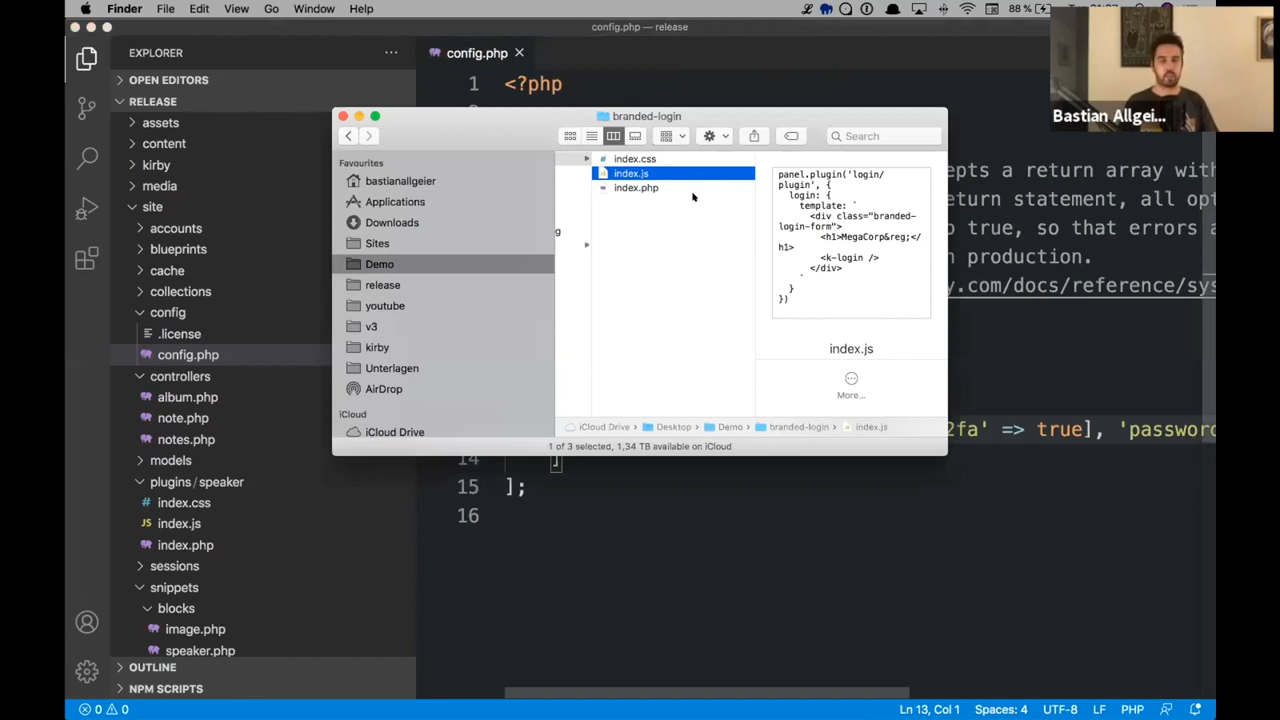 Finder File Edit View Go Window Help
88 %
config.php — release
EXPLORER
config.php
OPEN EDITORS
RELEASE
assets
content
kirby
media
site
accounts
blueprints
cache
collections
config
.license
config.php
controllers
album.php
note.php
notes.php
models
plugins / speaker
index.css
JS index.js
index.php
sessions
snippets
blocks
image.php
speaker.php
OUTLINE
NPM SCRIPTS
1 <?php
branded-login
Search
Favourites
bastianallgeier
Applications
Downloads
Sites
Demo
release
youtube
v3
kirby
Unterlagen
AirDrop
iCloud
iCloud Drive
g
# index.css
index.js
index.php
panel.plugin('login/
plugin', {
login: {
template: `
<div class="branded-
login-form">
<h1>MegaCorp&reg;</
h1>
<k-login />
</div>
`
}
})
index.js
More...
iCloud Drive › Desktop › Demo › branded-login › index.js
1 of 3 selected, 1,34 TB available on iCloud
Bastian Allgei...
epts a return array with
eturn statement, all opt
o true, so that errors a
n production.
y.com/docs/reference/sys
2fa' => true], 'password
14 ]
15 ];
16
0 0
Ln 13, Col 1 Spaces: 4 UTF-8 LF PHP